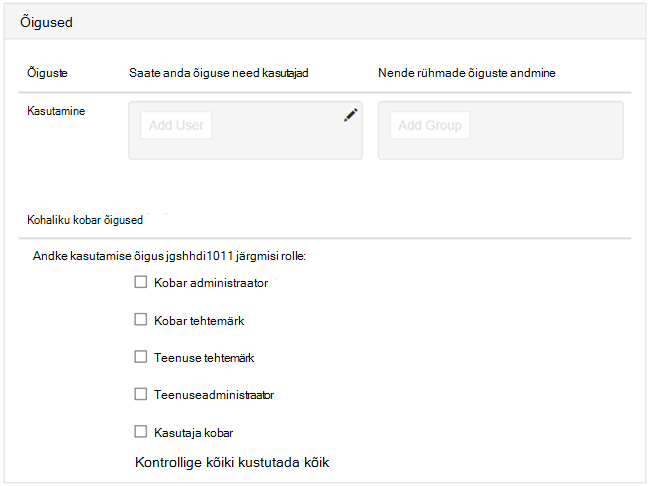 Õigused
Õiguste Saate anda õiguse need kasutajad Nende rühmade õiguste andmine
Kasutamine Add User Add Group
Kohaliku kobar õigused
Andke kasutamise õigus jgshhdi1011 järgmisi rolle:
Kobar administraator
Kobar tehtemärk
Teenuse tehtemärk
Teenuseadministraator
Kasutaja kobar
Kontrollige kõiki kustutada kõik